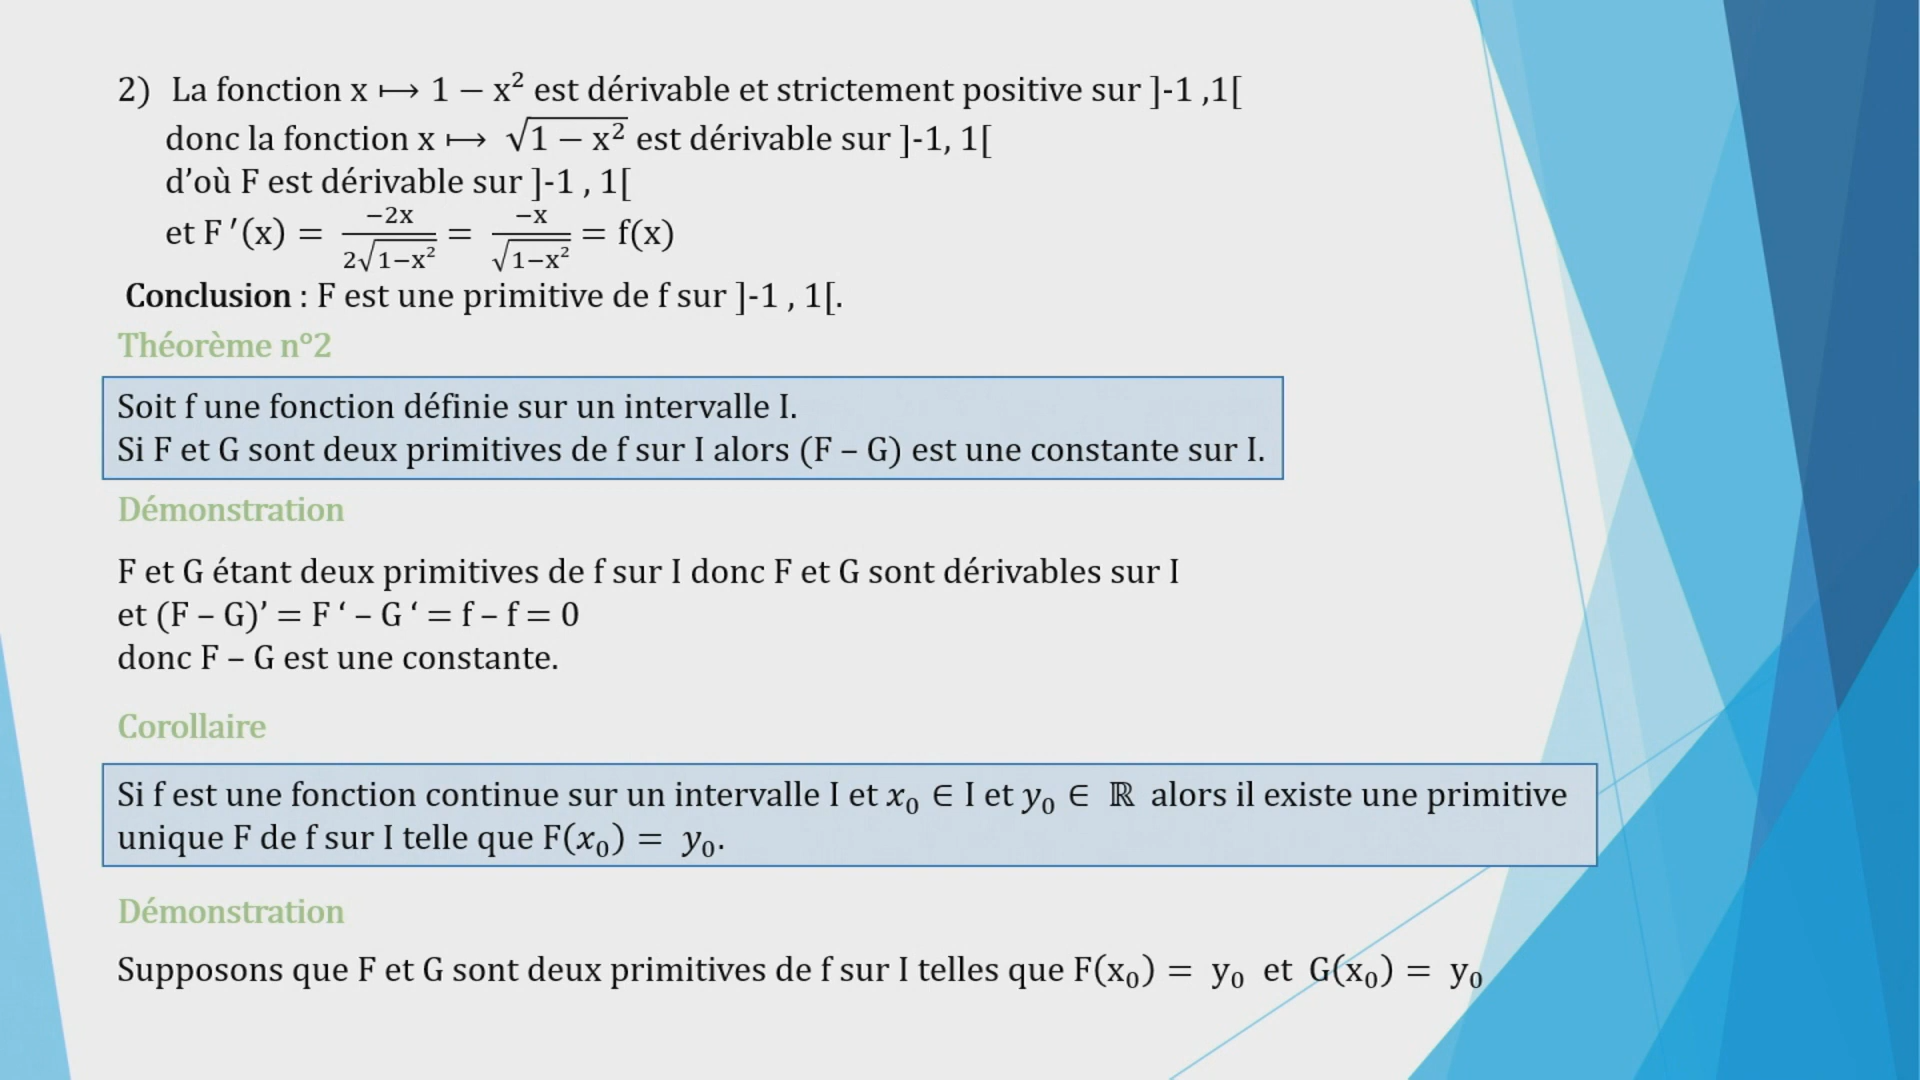 2) La fonction x ⟼ 1 − x² est dérivable et strictement positive sur ]-1 ,1[
donc la fonction x ⟼ √(1 − x²) est dérivable sur ]-1, 1[
d’où F est dérivable sur ]-1 , 1[
et F ′(x) = −2x/(2√(1−x²)) = −x/√(1−x²) = f(x)
Conclusion : F est une primitive de f sur ]-1 , 1[.
Théorème n°2
Soit f une fonction définie sur un intervalle I.
Si F et G sont deux primitives de f sur I alors (F – G) est une constante sur I.
Démonstration
F et G étant deux primitives de f sur I donc F et G sont dérivables sur I
et (F – G)’ = F ‘ – G ‘ = f – f = 0
donc F – G est une constante.
Corollaire
Si f est une fonction continue sur un intervalle I et x₀ ∈ I et y₀ ∈ ℝ alors il existe une primitive
unique F de f sur I telle que F(x₀) = y₀.
Démonstration
Supposons que F et G sont deux primitives de f sur I telles que F(x₀) = y₀ et G(x₀) = y₀